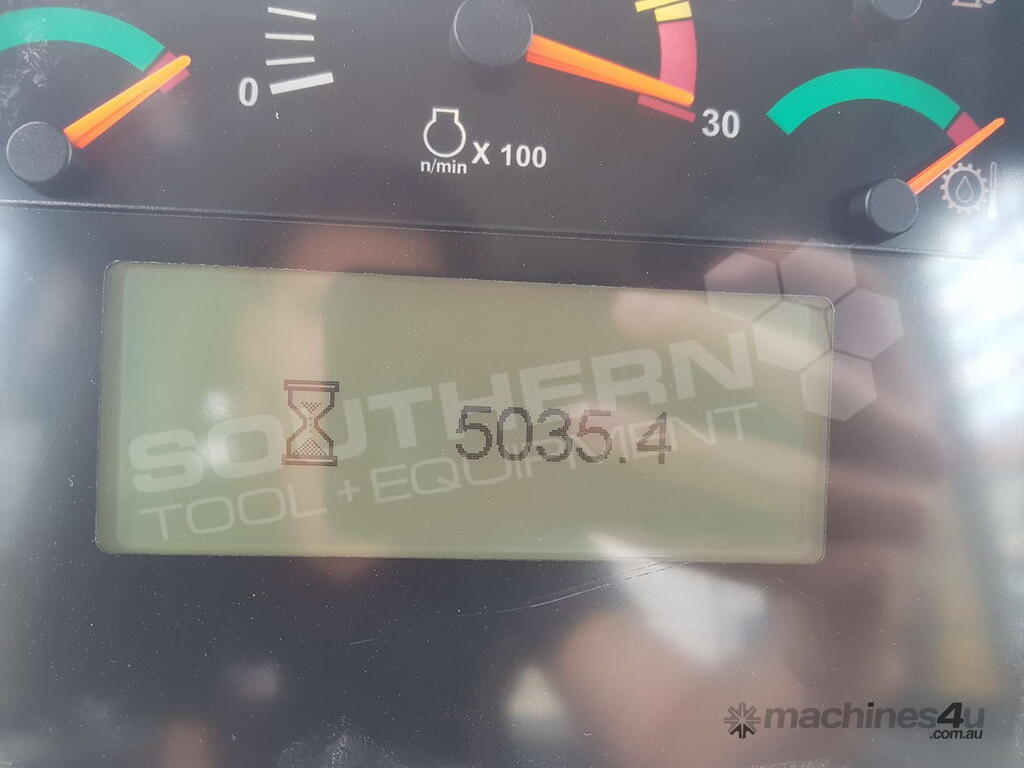 0
30
n/min X 100
5035.4
SOUTHERN
TOOL+EQUIPMENT
machines4u
.com.au